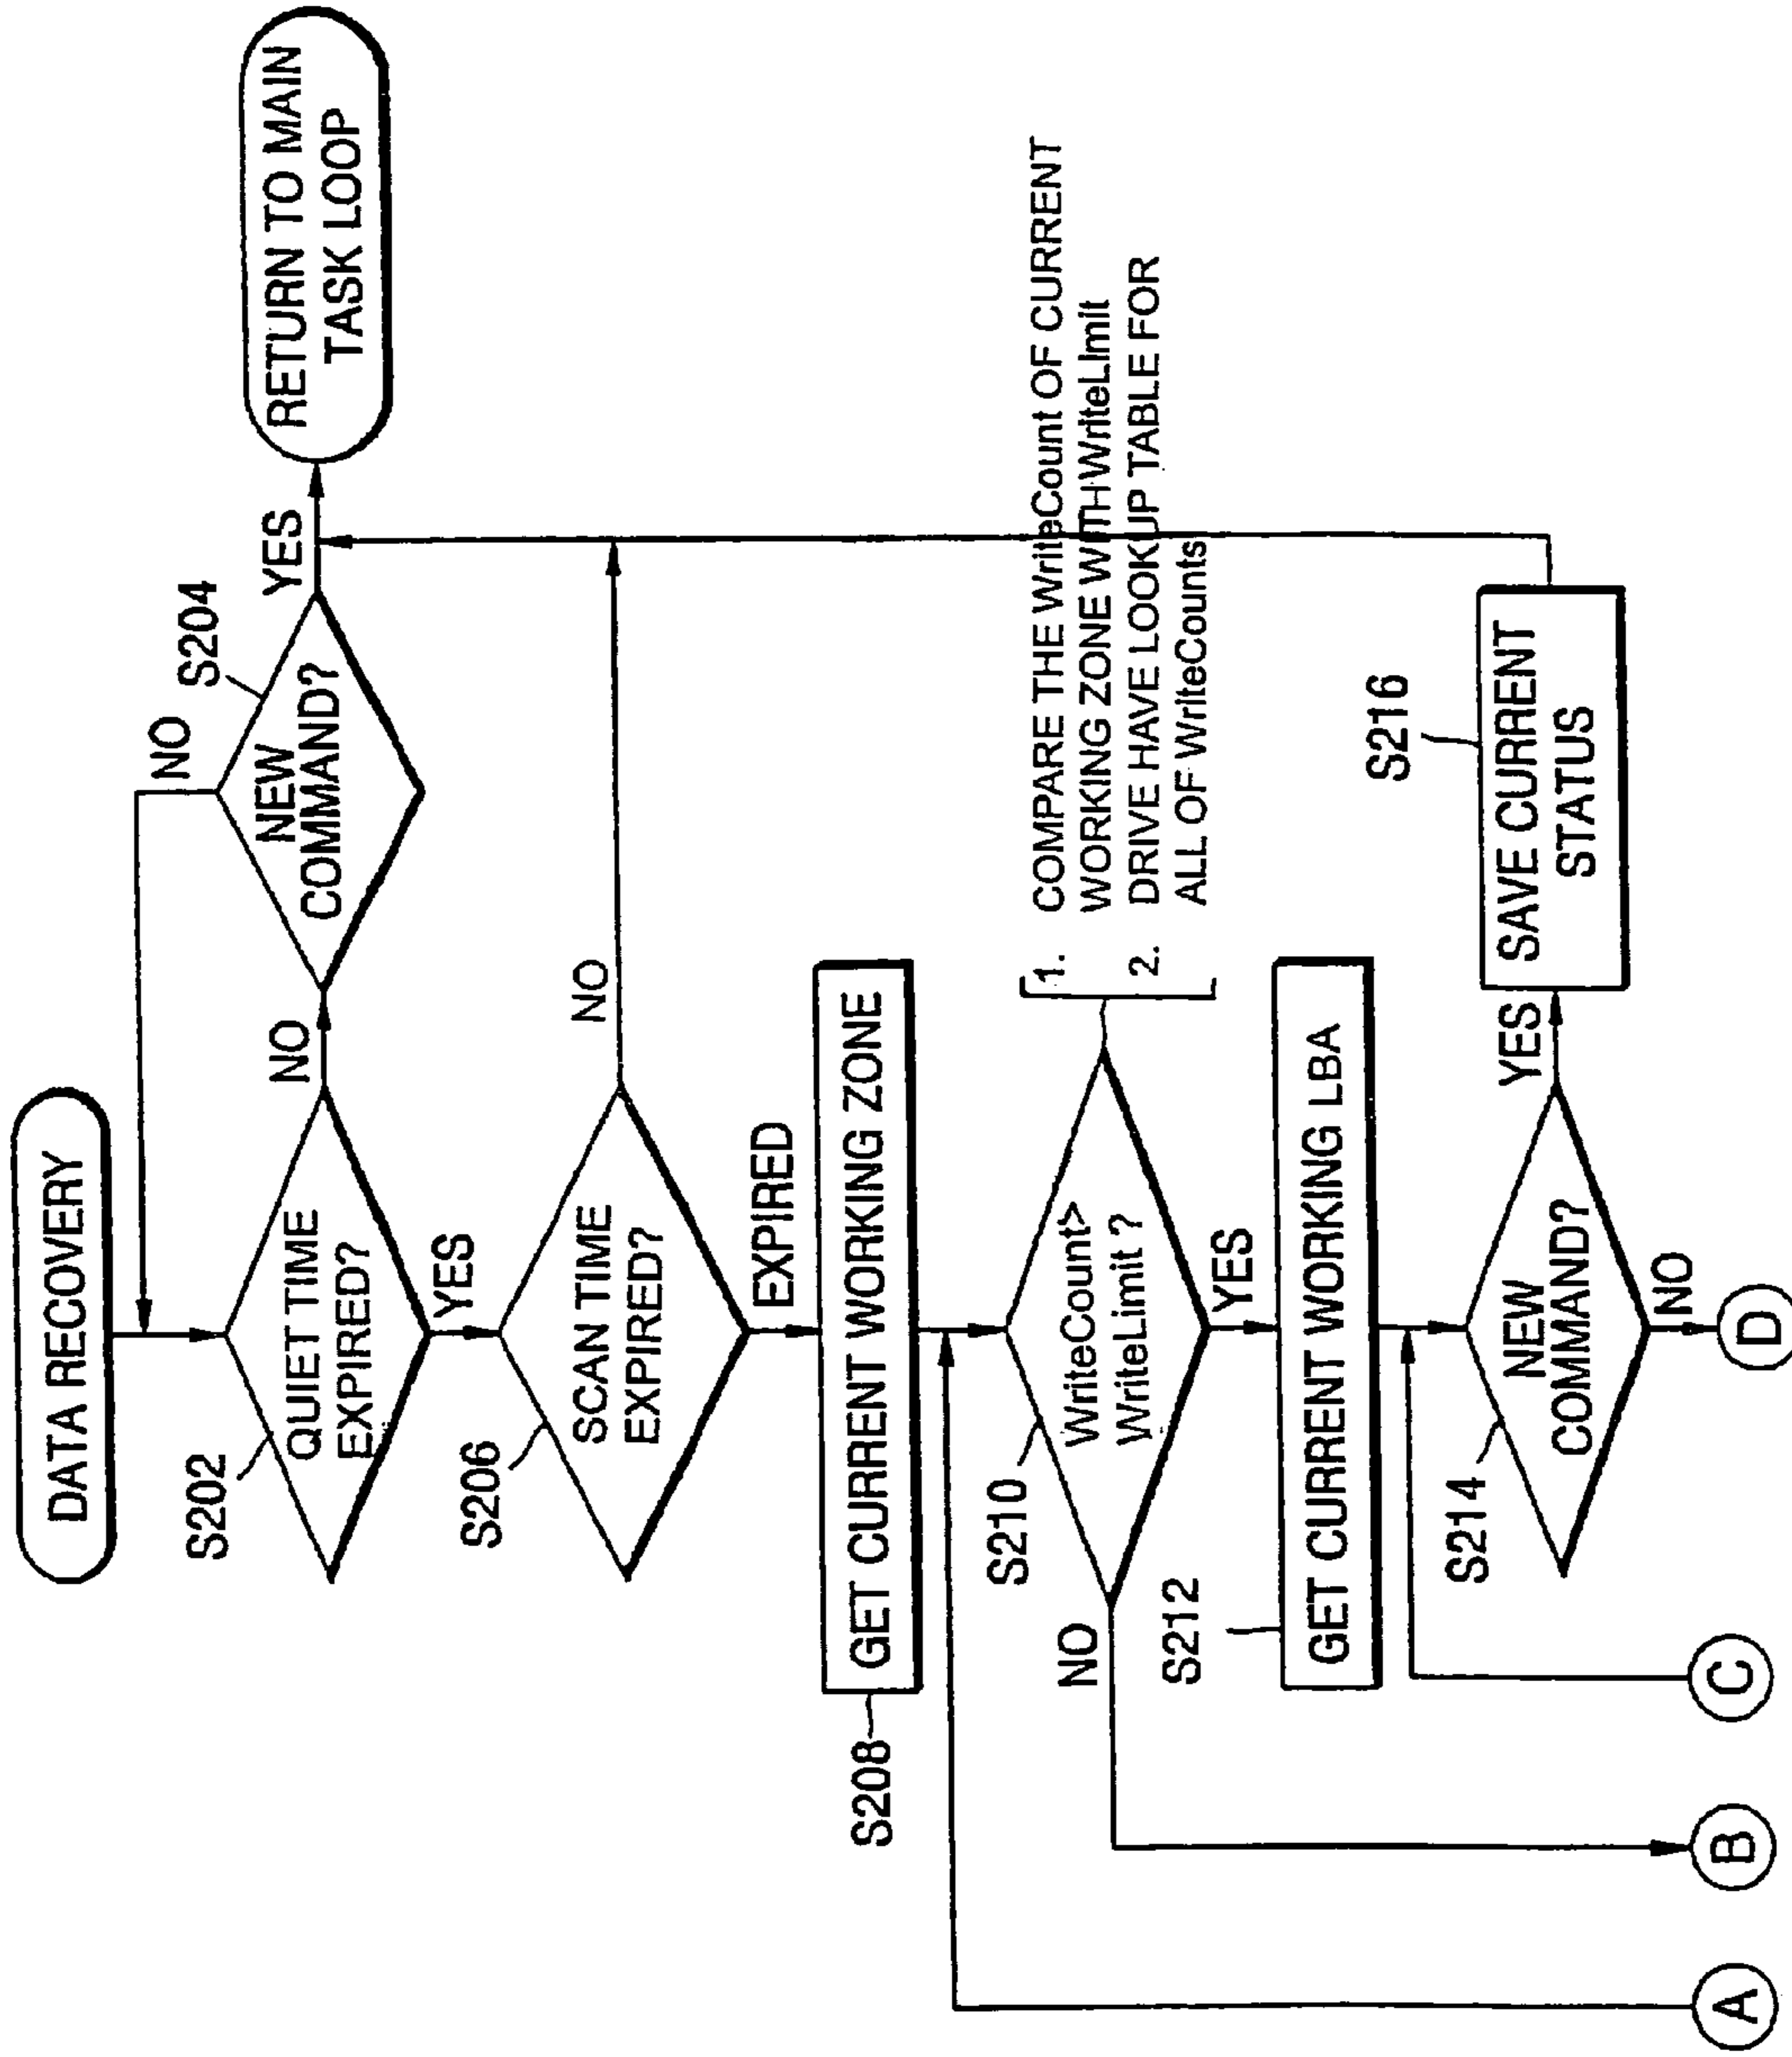 DATA RECOVERY
S202
QUIET TIME
EXPIRED?
NO
YES
S204
NEW
COMMAND?
NO
YES
RETURN TO MAIN
TASK LOOP
S206
SCAN TIME
EXPIRED?
NO
EXPIRED
S208
GET CURRENT WORKING ZONE
S210
WriteCount>
WriteLimit ?
NO
YES
1. COMPARE THE WriteCount OF CURRENT
WORKING ZONE WITH WriteLimit
2. DRIVE HAVE LOOKUP TABLE FOR
ALL OF WriteCounts
S212
GET CURRENT WORKING LBA
S214
NEW
COMMAND?
YES
NO
S216
SAVE CURRENT
STATUS
A
B
C
D